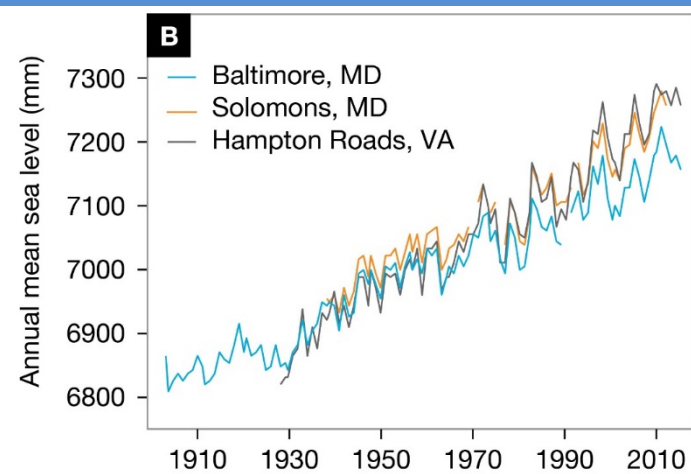 B
Baltimore, MD
Solomons, MD
Hampton Roads, VA
Annual mean sea level (mm)
7300
7200
7100
7000
6900
6800
1910 1930 1950 1970 1990 2010